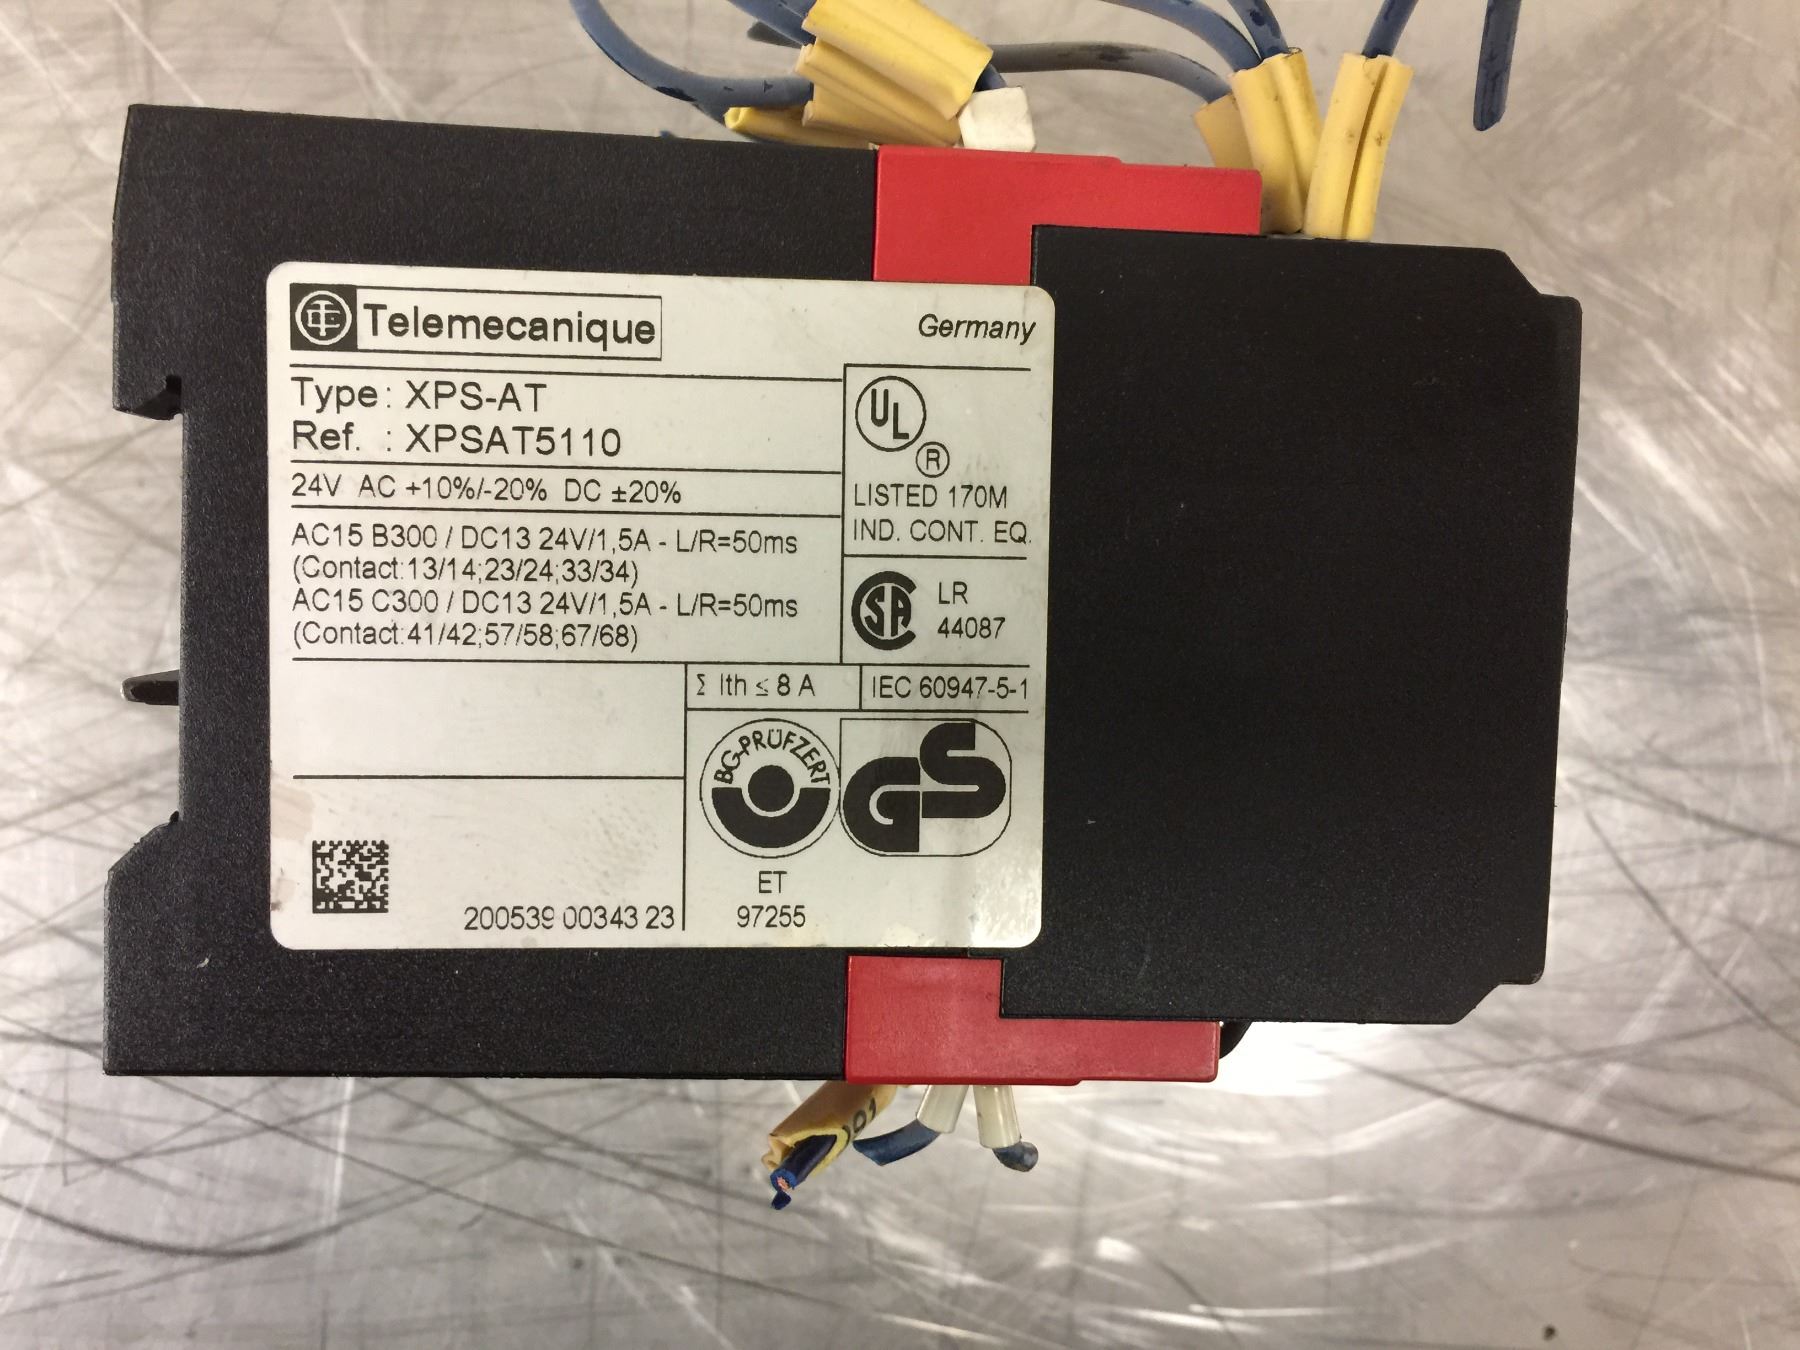 Telemecanique
Germany
Type: XPS-AT
Ref. : XPSAT5110
24V AC +10%/-20% DC ±20%
AC15 B300 / DC13 24V/1,5A - L/R=50ms
(Contact:13/14;23/24;33/34)
AC15 C300 / DC13 24V/1,5A - L/R=50ms
(Contact:41/42;57/58;67/68)
UL
®
LISTED 170M
IND. CONT. EQ.
SA
LR
44087
Σ Ith ≤ 8 A
IEC 60947-5-1
BG-PRÜFZERT
GS
ET
97255
200539 00343 23